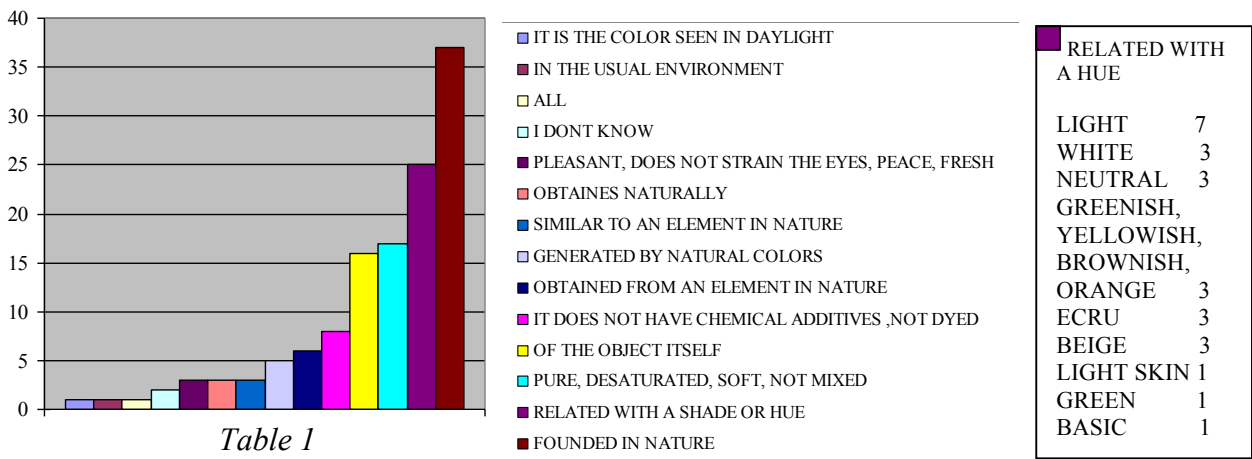 40
35
30
25
20
15
10
5
0
Table 1
IT IS THE COLOR SEEN IN DAYLIGHT
IN THE USUAL ENVIRONMENT
ALL
I DONT KNOW
PLEASANT, DOES NOT STRAIN THE EYES, PEACE, FRESH
OBTAINES NATURALLY
SIMILAR TO AN ELEMENT IN NATURE
GENERATED BY NATURAL COLORS
OBTAINED FROM AN ELEMENT IN NATURE
IT DOES NOT HAVE CHEMICAL ADDITIVES ,NOT DYED
OF THE OBJECT ITSELF
PURE, DESATURATED, SOFT, NOT MIXED
RELATED WITH A SHADE OR HUE
FOUNDED IN NATURE
RELATED WITH
A HUE
LIGHT 7
WHITE 3
NEUTRAL 3
GREENISH,
YELLOWISH,
BROWNISH,
ORANGE 3
ECRU 3
BEIGE 3
LIGHT SKIN 1
GREEN 1
BASIC 1